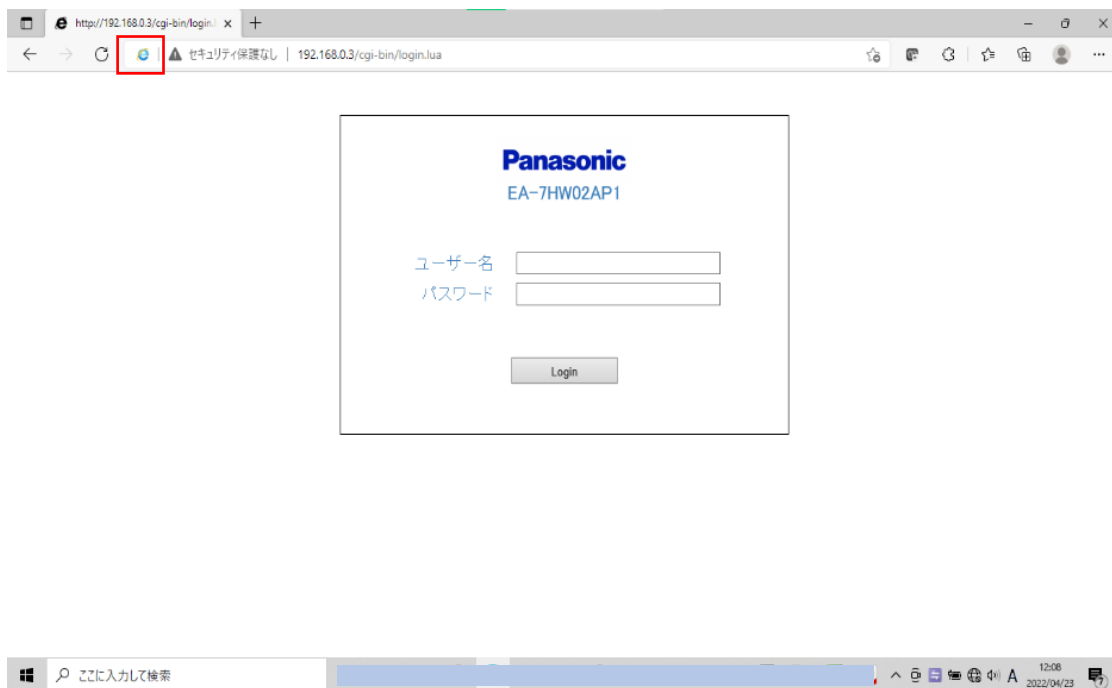 http://192.168.0.3/cgi-bin/login.
セキュリティ保護なし | 192.168.0.3/cgi-bin/login.lua
Panasonic
EA-7HW02AP1
ユーザー名
パスワード
Login
ここに入力して検索
A
12:08
2022/04/23
7